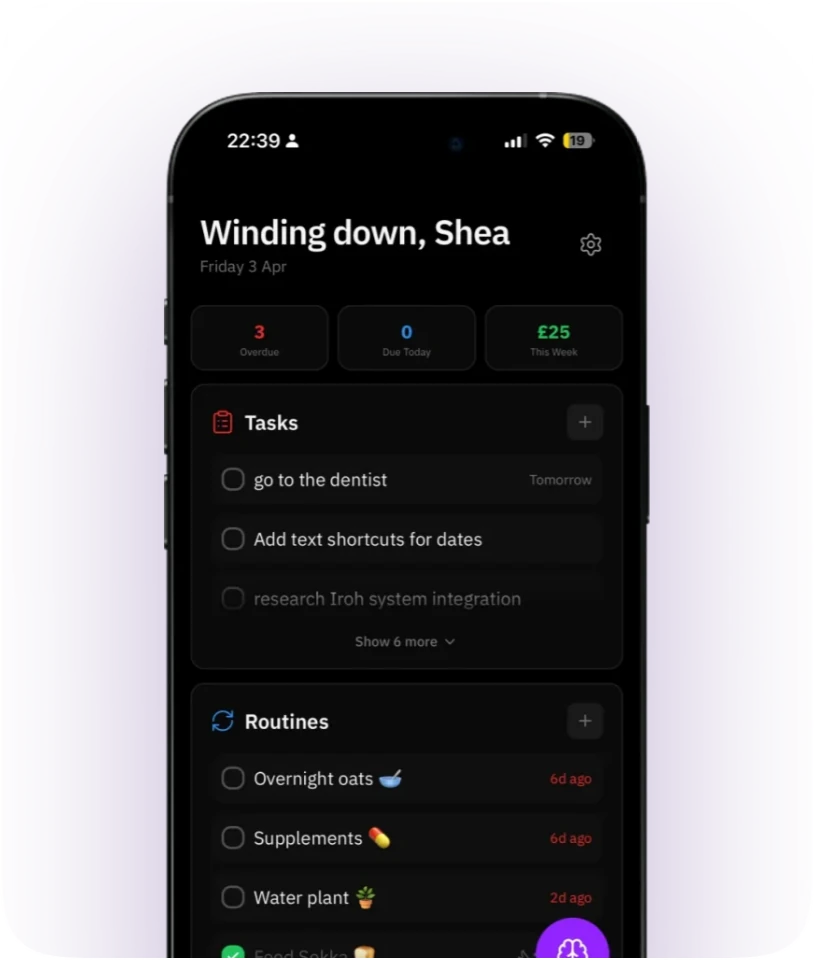 22:39
19
Winding down, Shea
Friday 3 Apr
3
Overdue
0
Due Today
£25
This Week
Tasks
go to the dentist Tomorrow
Add text shortcuts for dates
research Iroh system integration
Show 6 more
Routines
Overnight oats 🥣 6d ago
Supplements 💊 6d ago
Water plant 🪴 2d ago
Feed Sokka 🍞